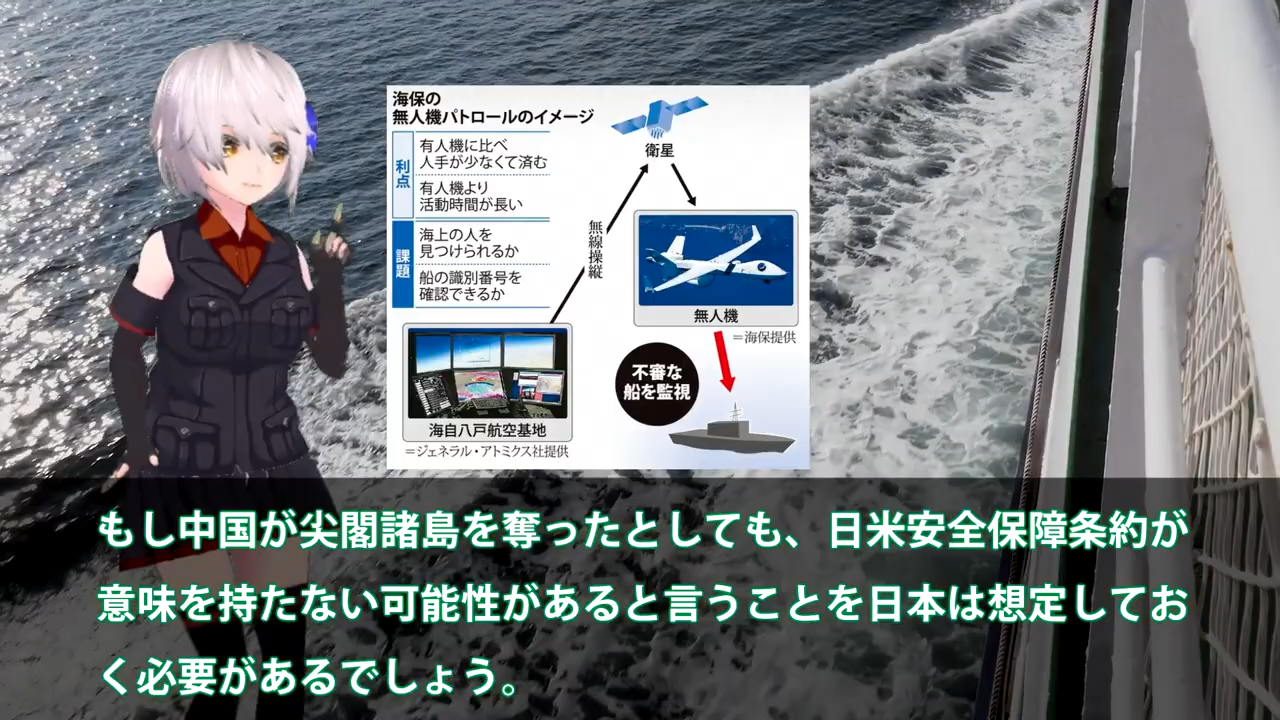 海保の
無人機パトロールのイメージ
利点
有人機に比べ
人手が少なくて済む
有人機より
活動時間が長い
課題
海上の人を
見つけられるか
船の識別番号を
確認できるか
衛星
無線操縦
無人機
＝海保提供
不審な
船を監視
海自八戸航空基地
＝ジェネラル・アトミクス社提供
もし中国が尖閣諸島を奪ったとしても、日米安全保障条約が
意味を持たない可能性があると言うことを日本は想定してお
く必要があるでしょう。